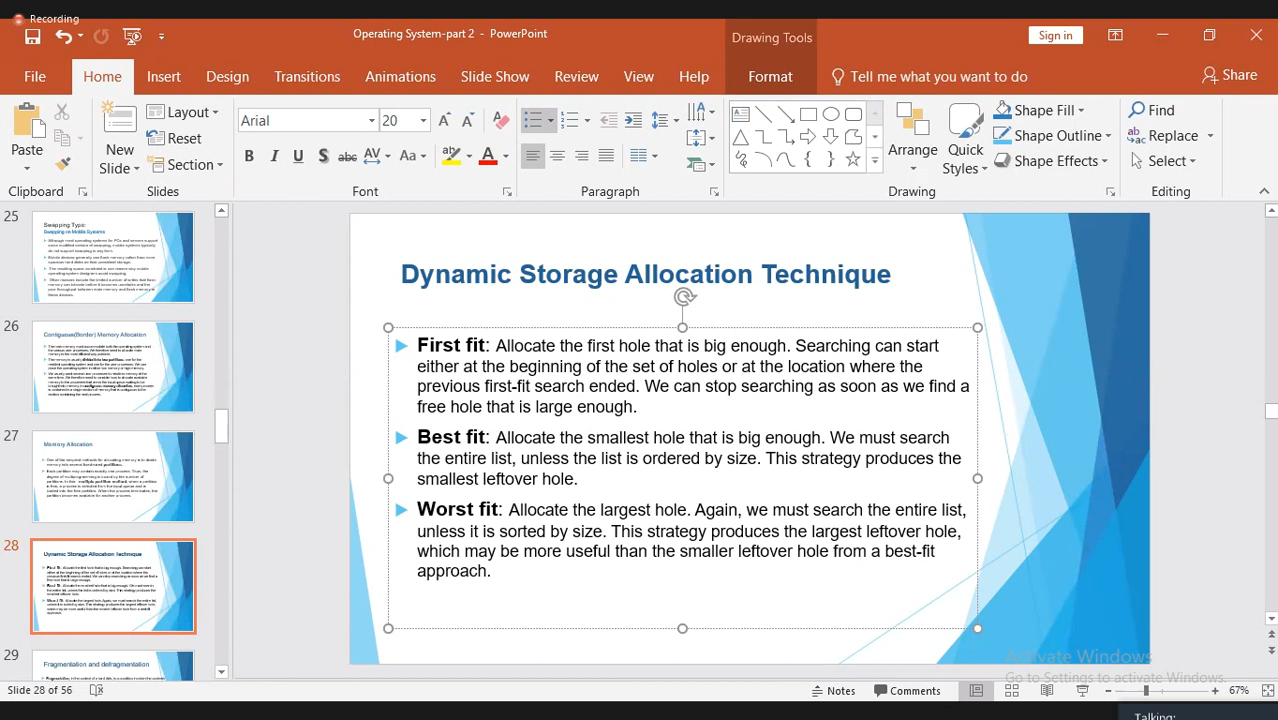 Recording
Operating System-part 2 - PowerPoint
Drawing Tools
Sign in
File Home Insert Design Transitions Animations Slide Show Review View Help Format Tell me what you want to do Share
Paste
New
Slide
Layout
Reset
Section
Arial 20
B I U S abc AV Aa A
Arrange
Quick
Styles
Shape Fill
Shape Outline
Shape Effects
Find
Replace
Select
Clipboard Slides Font Paragraph Drawing Editing
25
Swapping Type:
Swapping on Mobile Systems
26
Contiguous(Border) Memory Allocation
27
Memory Allocation
28
Dynamic Storage Allocation Technique
29
Fragmentation and defragmentation
Dynamic Storage Allocation Technique
First fit: Allocate the first hole that is big enough. Searching can start
either at the beginning of the set of holes or at the location where the
previous first-fit search ended. We can stop searching as soon as we find a
free hole that is large enough.
Best fit: Allocate the smallest hole that is big enough. We must search
the entire list, unless the list is ordered by size. This strategy produces the
smallest leftover hole.
Worst fit: Allocate the largest hole. Again, we must search the entire list,
unless it is sorted by size. This strategy produces the largest leftover hole,
which may be more useful than the smaller leftover hole from a best-fit
approach.
Activate Windows
Go to Settings to activate Windows.
Slide 28 of 56
Notes
Comments
67%
Talking: